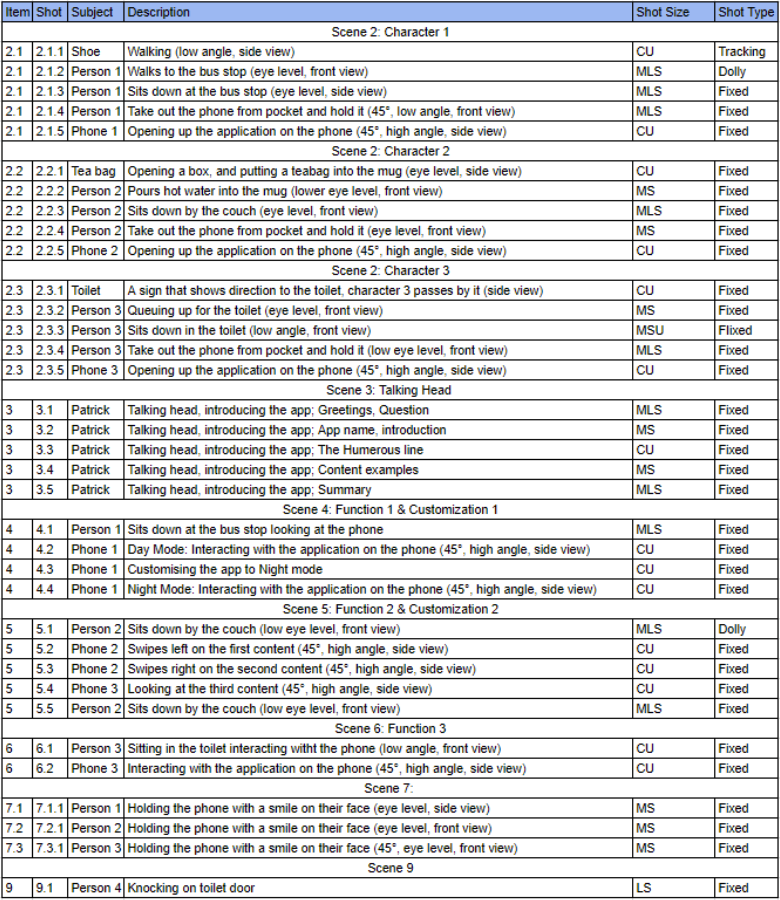 Item Shot Subject Description Shot Size Shot Type
Scene 2: Character 1
2.1 2.1.1 Shoe Walking (low angle, side view) CU Tracking
2.1 2.1.2 Person 1 Walks to the bus stop (eye level, front view) MLS Dolly
2.1 2.1.3 Person 1 Sits down at the bus stop (eye level, side view) MLS Fixed
2.1 2.1.4 Person 1 Take out the phone from pocket and hold it (45°, low angle, front view) MLS Fixed
2.1 2.1.5 Phone 1 Opening up the application on the phone (45°, high angle, side view) CU Fixed
Scene 2: Character 2
2.2 2.2.1 Tea bag Opening a box, and putting a teabag into the mug (eye level, side view) CU Fixed
2.2 2.2.2 Person 2 Pours hot water into the mug (lower eye level, front view) MS Fixed
2.2 2.2.3 Person 2 Sits down by the couch (eye level, front view) MLS Fixed
2.2 2.2.4 Person 2 Take out the phone from pocket and hold it (eye level, front view) MS Fixed
2.2 2.2.5 Phone 2 Opening up the application on the phone (45°, high angle, side view) CU Fixed
Scene 2: Character 3
2.3 2.3.1 Toilet A sign that shows direction to the toilet, character 3 passes by it (side view) CU Fixed
2.3 2.3.2 Person 3 Queuing up for the toilet (eye level, front view) MS Fixed
2.3 2.3.3 Person 3 Sits down in the toilet (low angle, front view) MSU Flixed
2.3 2.3.4 Person 3 Take out the phone from pocket and hold it (low eye level, front view) MLS Fixed
2.3 2.3.5 Phone 3 Opening up the application on the phone (45°, high angle, side view) CU Fixed
Scene 3: Talking Head
3 3.1 Patrick Talking head, introducing the app; Greetings, Question MLS Fixed
3 3.2 Patrick Talking head, introducing the app; App name, introduction MS Fixed
3 3.3 Patrick Talking head, introducing the app; The Humerous line CU Fixed
3 3.4 Patrick Talking head, introducing the app; Content examples MS Fixed
3 3.5 Patrick Talking head, introducing the app; Summary MLS Fixed
Scene 4: Function 1 & Customization 1
4 4.1 Person 1 Sits down at the bus stop looking at the phone MLS Fixed
4 4.2 Phone 1 Day Mode: Interacting with the application on the phone (45°, high angle, side view) CU Fixed
4 4.3 Phone 1 Customising the app to Night mode CU Fixed
4 4.4 Phone 1 Night Mode: Interacting with the application on the phone (45°, high angle, side view) CU Fixed
Scene 5: Function 2 & Customization 2
5 5.1 Person 2 Sits down by the couch (low eye level, front view) MLS Dolly
5 5.2 Phone 2 Swipes left on the first content (45°, high angle, side view) CU Fixed
5 5.3 Phone 2 Swipes right on the second content (45°, high angle, side view) CU Fixed
5 5.4 Phone 3 Looking at the third content (45°, high angle, side view) CU Fixed
5 5.5 Person 2 Sits down by the couch (low eye level, front view) MLS Fixed
Scene 6: Function 3
6 6.1 Person 3 Sitting in the toilet interacting witht the phone (low angle, front view) CU Fixed
6 6.2 Phone 3 Interacting with the application on the phone (45°, high angle, side view) CU Fixed
Scene 7:
7.1 7.1.1 Person 1 Holding the phone with a smile on their face (eye level, side view) MS Fixed
7.2 7.2.1 Person 2 Holding the phone with a smile on their face (eye level, front view) MS Fixed
7.3 7.3.1 Person 3 Holding the phone with a smile on their face (45°, eye level, front view) MS Fixed
Scene 9
9 9.1 Person 4 Knocking on toilet door LS Fixed